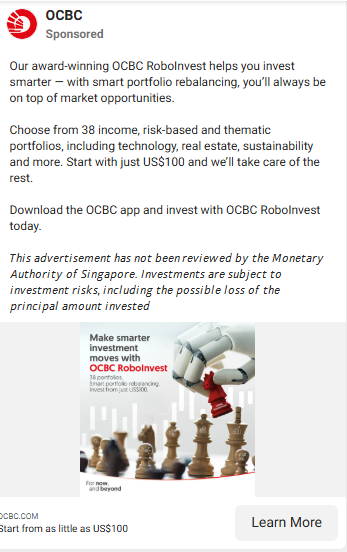 OCBC
Sponsored
Our award-winning OCBC RoboInvest helps you invest
smarter — with smart portfolio rebalancing, you'll always be
on top of market opportunities.
Choose from 38 income, risk-based and thematic
portfolios, including technology, real estate, sustainability
and more. Start with just US$100 and we'll take care of the
rest.
Download the OCBC app and invest with OCBC RoboInvest
today.
This advertisement has not been reviewed by the Monetary
Authority of Singapore. Investments are subject to
investment risks, including the possible loss of the
principal amount invested
Make smarter
investment
moves with
OCBC RoboInvest
38 portfolios.
Smart portfolio rebalancing.
Invest from just US$100.
For now,
and beyond
OCBC.COM
Start from as little as US$100
Learn More